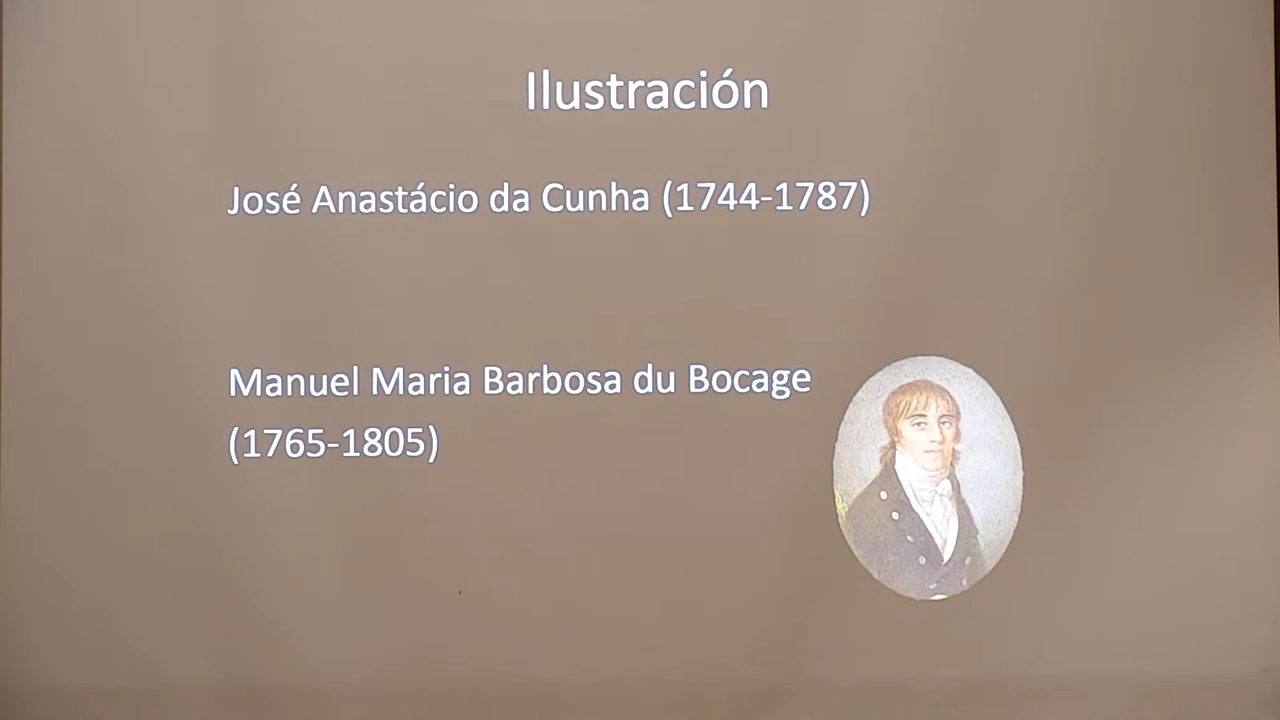 Ilustración
José Anastácio da Cunha (1744-1787)
Manuel Maria Barbosa du Bocage
(1765-1805)